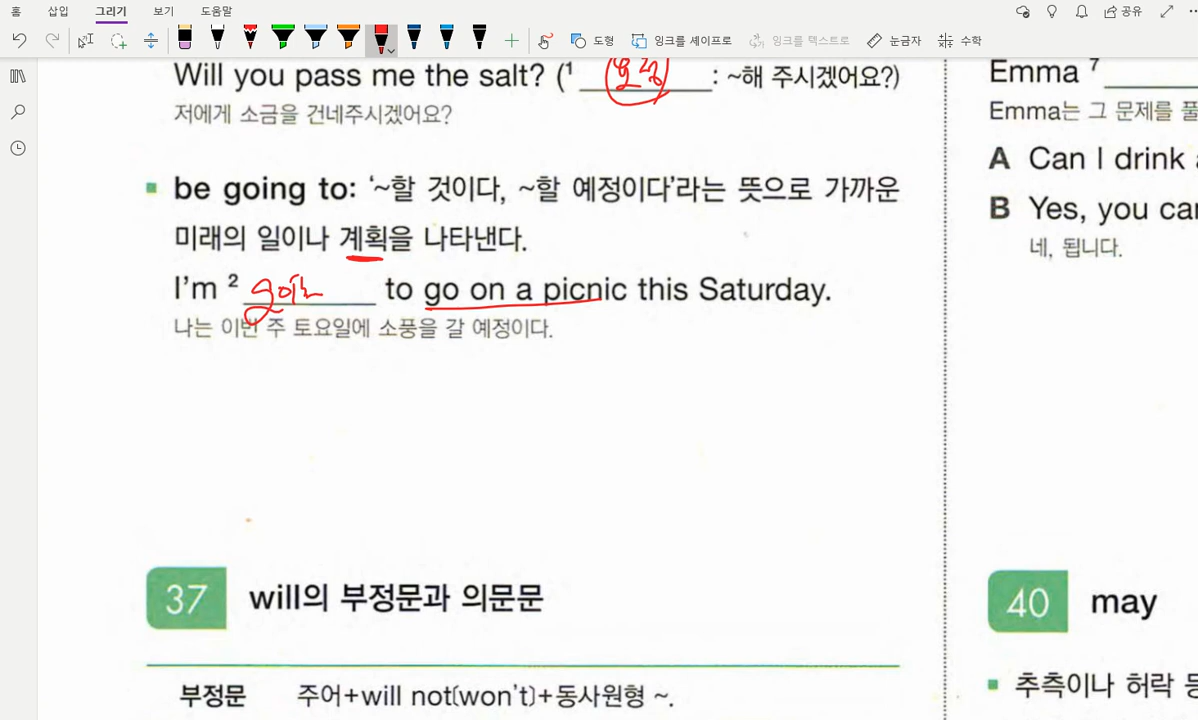 홈 삽입 그리기 보기 도움말 공유
도형 잉크를 셰이프로 잉크를 텍스트로 눈금자 수학
Will you pass me the salt? (¹ 요청 : ~해 주시겠어요?)
저에게 소금을 건네주시겠어요?
be going to: ‘~할 것이다, ~할 예정이다’라는 뜻으로 가까운
미래의 일이나 계획을 나타낸다.
I’m ² to go on a picnic this Saturday.
나는 이번 주 토요일에 소풍을 갈 예정이다.
37 will의 부정문과 의문문
부정문 주어+will not(won’t)+동사원형 ~.
Emma ⁷
Emma는 그 문제를 풀
A Can I drink
B Yes, you can
네, 됩니다.
40 may
추측이나 허락